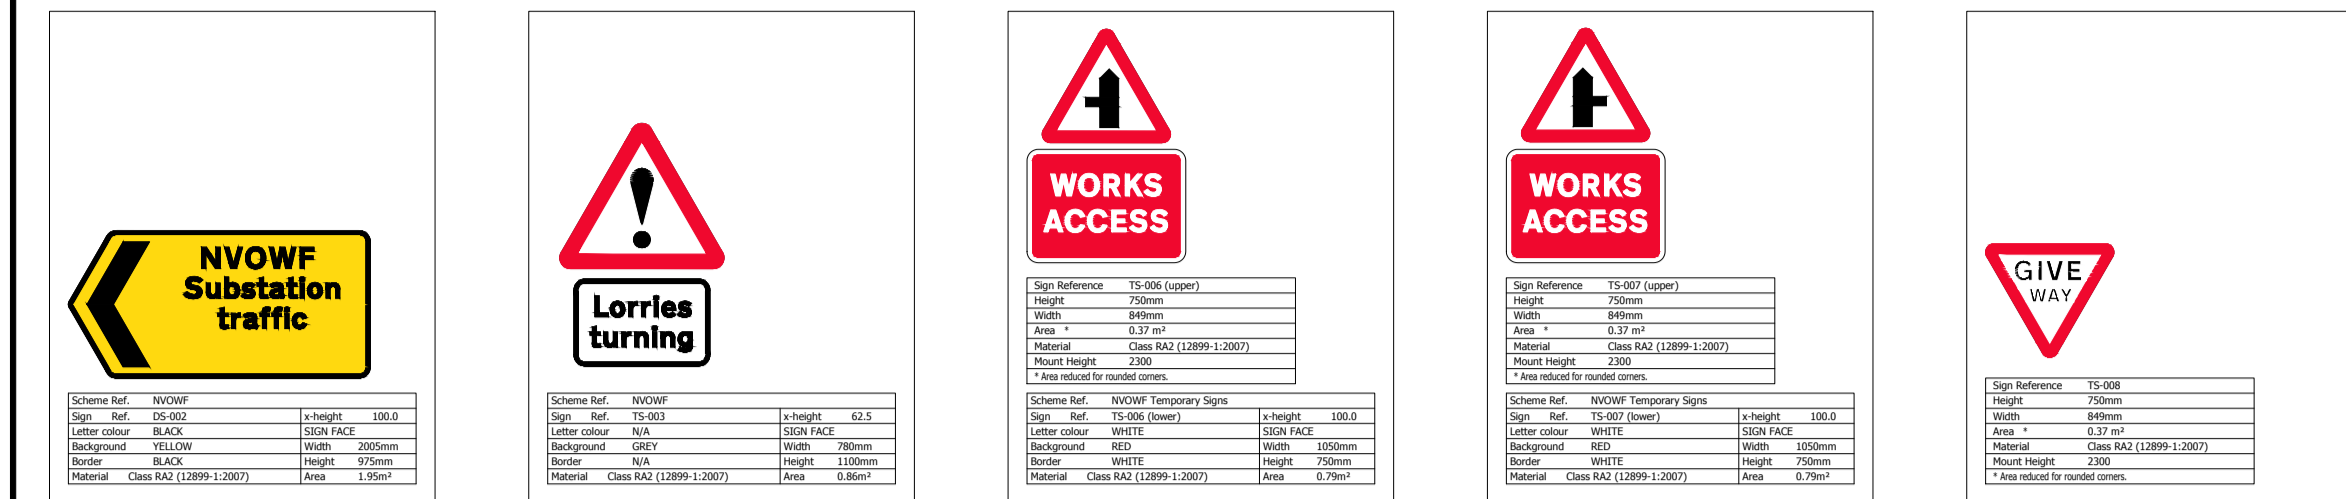 NVOWF
Substation
traffic
Scheme Ref. NVOWF
Sign Ref. DS-002 x-height 100.0
Letter colour BLACK SIGN FACE
Background YELLOW Width 2005mm
Border BLACK Height 975mm
Material Class RA2 (12899-1:2007) Area 1.95m²
Lorries
turning
Scheme Ref. NVOWF
Sign Ref. TS-003 x-height 62.5
Letter colour N/A SIGN FACE
Background GREY Width 780mm
Border N/A Height 1100mm
Material Class RA2 (12899-1:2007) Area 0.86m²
WORKS
ACCESS
Sign Reference TS-006 (upper)
Height 750mm
Width 849mm
Area * 0.37 m²
Material Class RA2 (12899-1:2007)
Mount Height 2300
* Area reduced for rounded corners.
Scheme Ref. NVOWF Temporary Signs
Sign Ref. TS-006 (lower) x-height 100.0
Letter colour WHITE SIGN FACE
Background RED Width 1050mm
Border WHITE Height 750mm
Material Class RA2 (12899-1:2007) Area 0.79m²
WORKS
ACCESS
Sign Reference TS-007 (upper)
Height 750mm
Width 849mm
Area * 0.37 m²
Material Class RA2 (12899-1:2007)
Mount Height 2300
* Area reduced for rounded corners.
Scheme Ref. NVOWF Temporary Signs
Sign Ref. TS-007 (lower) x-height 100.0
Letter colour WHITE SIGN FACE
Background RED Width 1050mm
Border WHITE Height 750mm
Material Class RA2 (12899-1:2007) Area 0.79m²
GIVE
WAY
Sign Reference TS-008
Height 750mm
Width 849mm
Area * 0.37 m²
Material Class RA2 (12899-1:2007)
Mount Height 2300
* Area reduced for rounded corners.